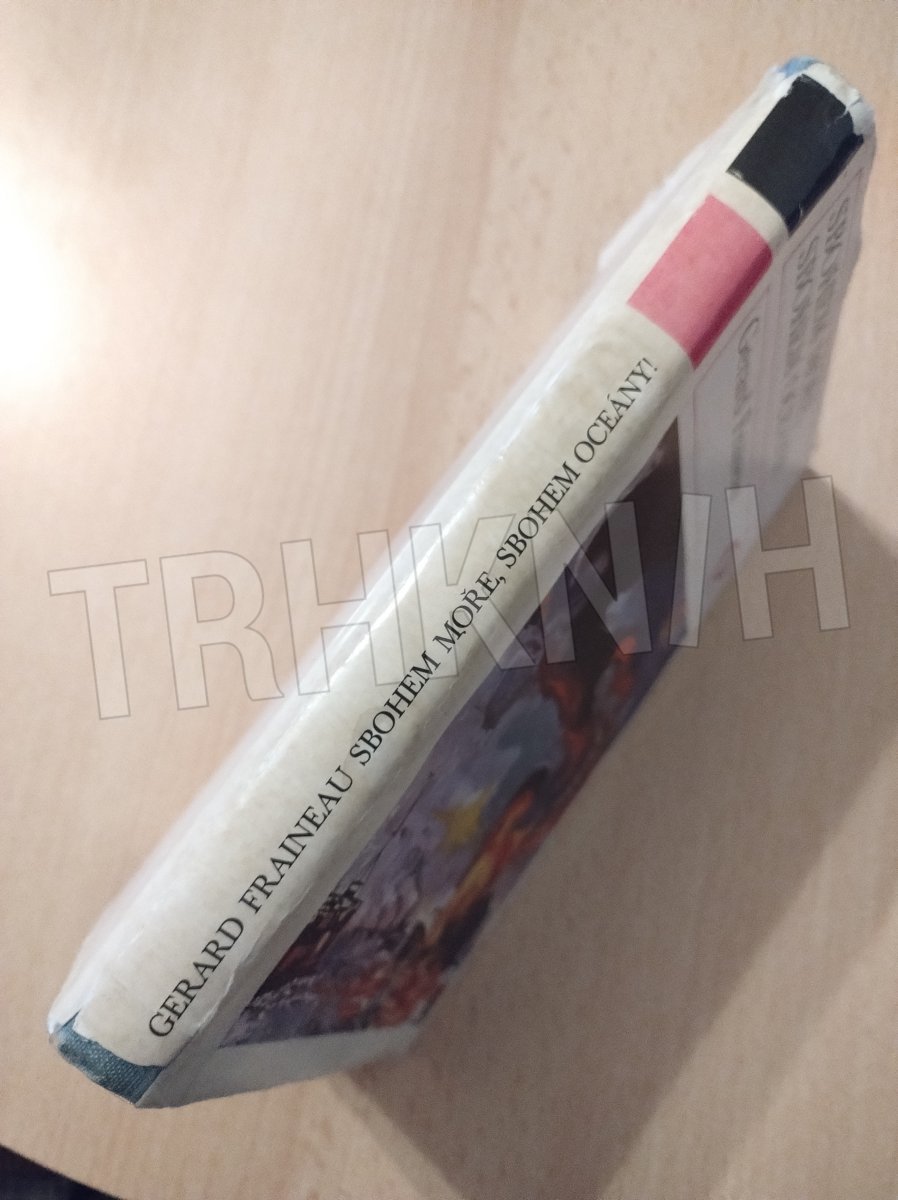 GERARD FRAINEAU SBOHEM MOŘE, SBOHEM OCEÁNY!
TRHKNIH